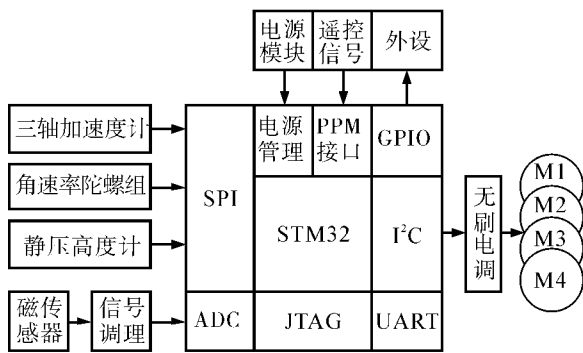 电源
模块
遥控
信号
外设
三轴加速度计
角速率陀螺组
静压高度计
磁传
感器
信号
调理
SPI
电源
管理
PPM
接口
GPIO
STM32
I²C
ADC
JTAG
UART
无
刷
电
调
M1
M2
M3
M4